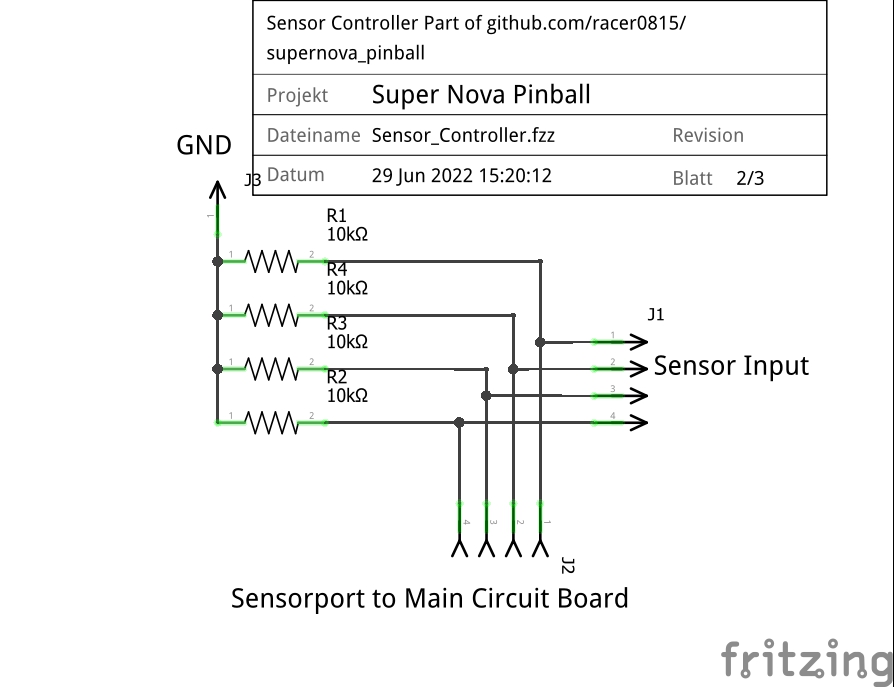 Sensor Controller Part of github.com/racer0815/
supernova_pinball
Projekt Super Nova Pinball
Dateiname Sensor_Controller.fzz Revision
Datum 29 Jun 2022 15:20:12 Blatt 2/3
GND
J3
1
R1
10kΩ
1 2
R4
10kΩ
1 2
R3
10kΩ
1 2
R2
10kΩ
1 2
J1
1
2
Sensor Input
3
4
4 3 2 1
J2
Sensorport to Main Circuit Board
fritzing